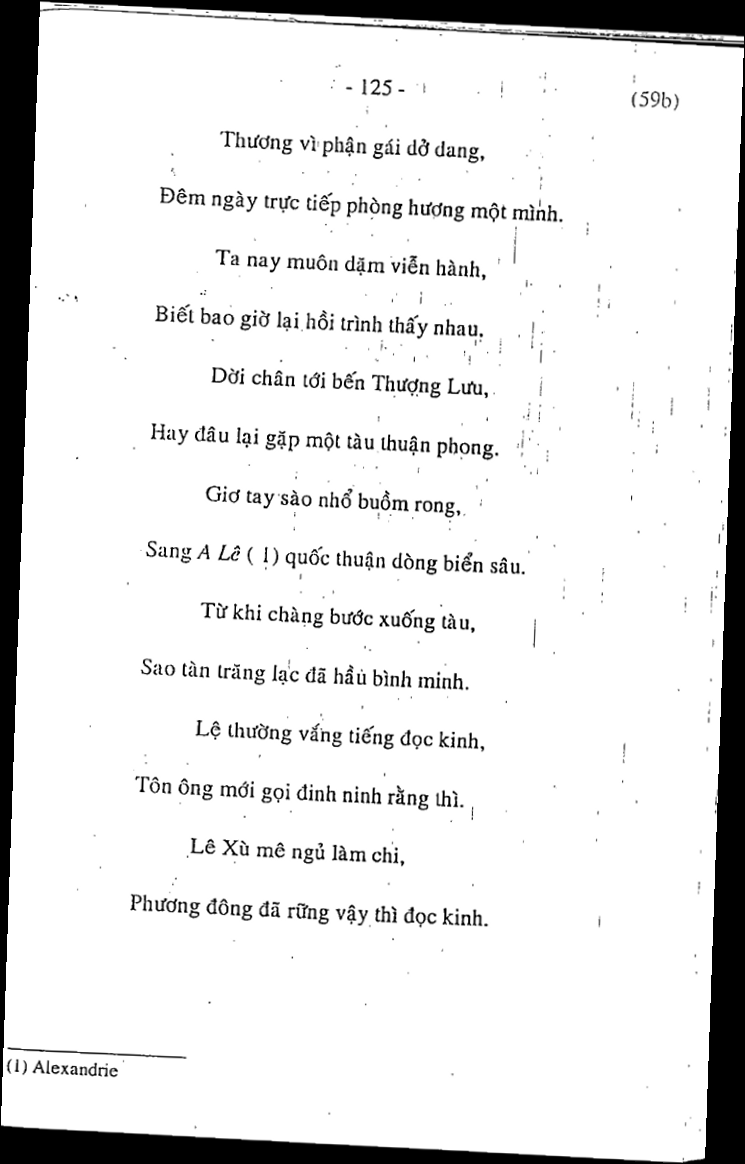 - 125 -
(59b)
Thương vì phận gái dở dang,
Đêm ngày trực tiếp phòng hương một mình.
Ta nay muôn dặm viễn hành,
Biết bao giờ lại hồi trình thấy nhau.
Dời chân tới bến Thượng Lưu,
Hay đâu lại gặp một tàu thuận phong.
Giơ tay sào nhổ buồm rong,
Sang A Lê ( 1) quốc thuận dòng biển sâu.
Từ khi chàng bước xuống tàu,
Sao tàn trăng lạc đã hầu bình minh.
Lệ thường vắng tiếng đọc kinh,
Tôn ông mới gọi đinh ninh rằng thì.
Lê Xù mê ngủ làm chi,
Phương đông đã rững vậy thì đọc kinh.
(1) Alexandrie